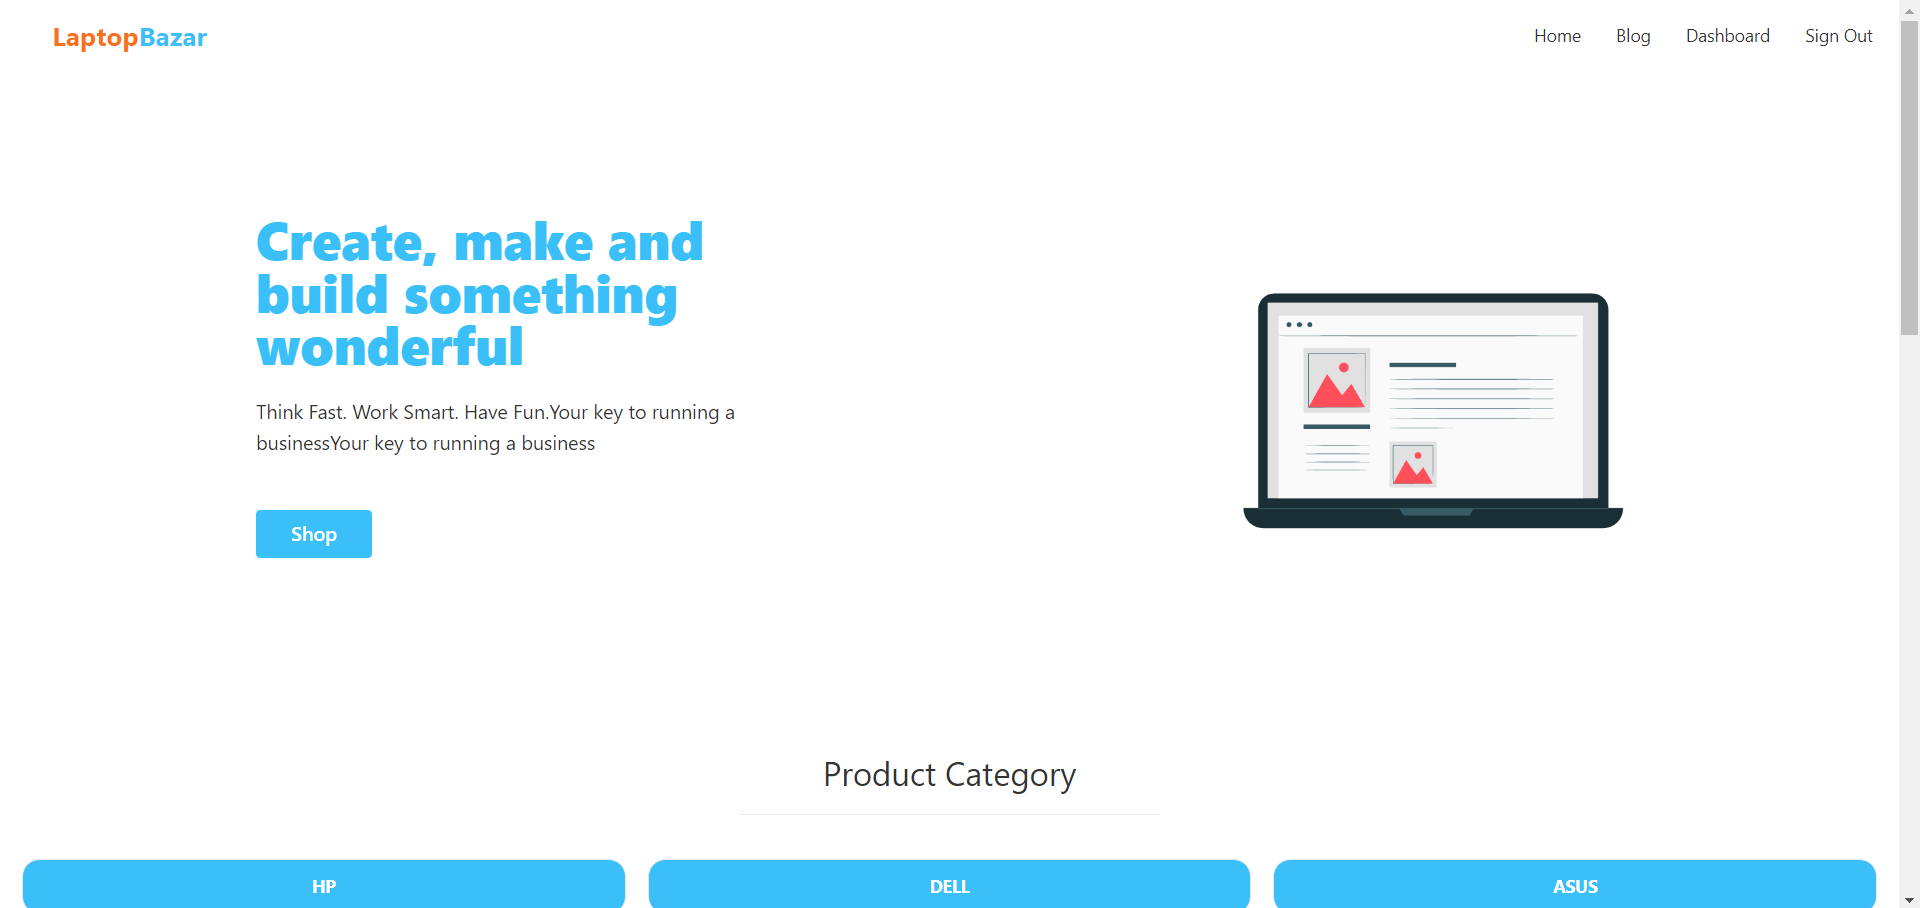 LaptopBazar
Home Blog Dashboard Sign Out
Create, make and
build something
wonderful
Think Fast. Work Smart. Have Fun.Your key to running a
businessYour key to running a business
Shop
Product Category
HP
DELL
ASUS